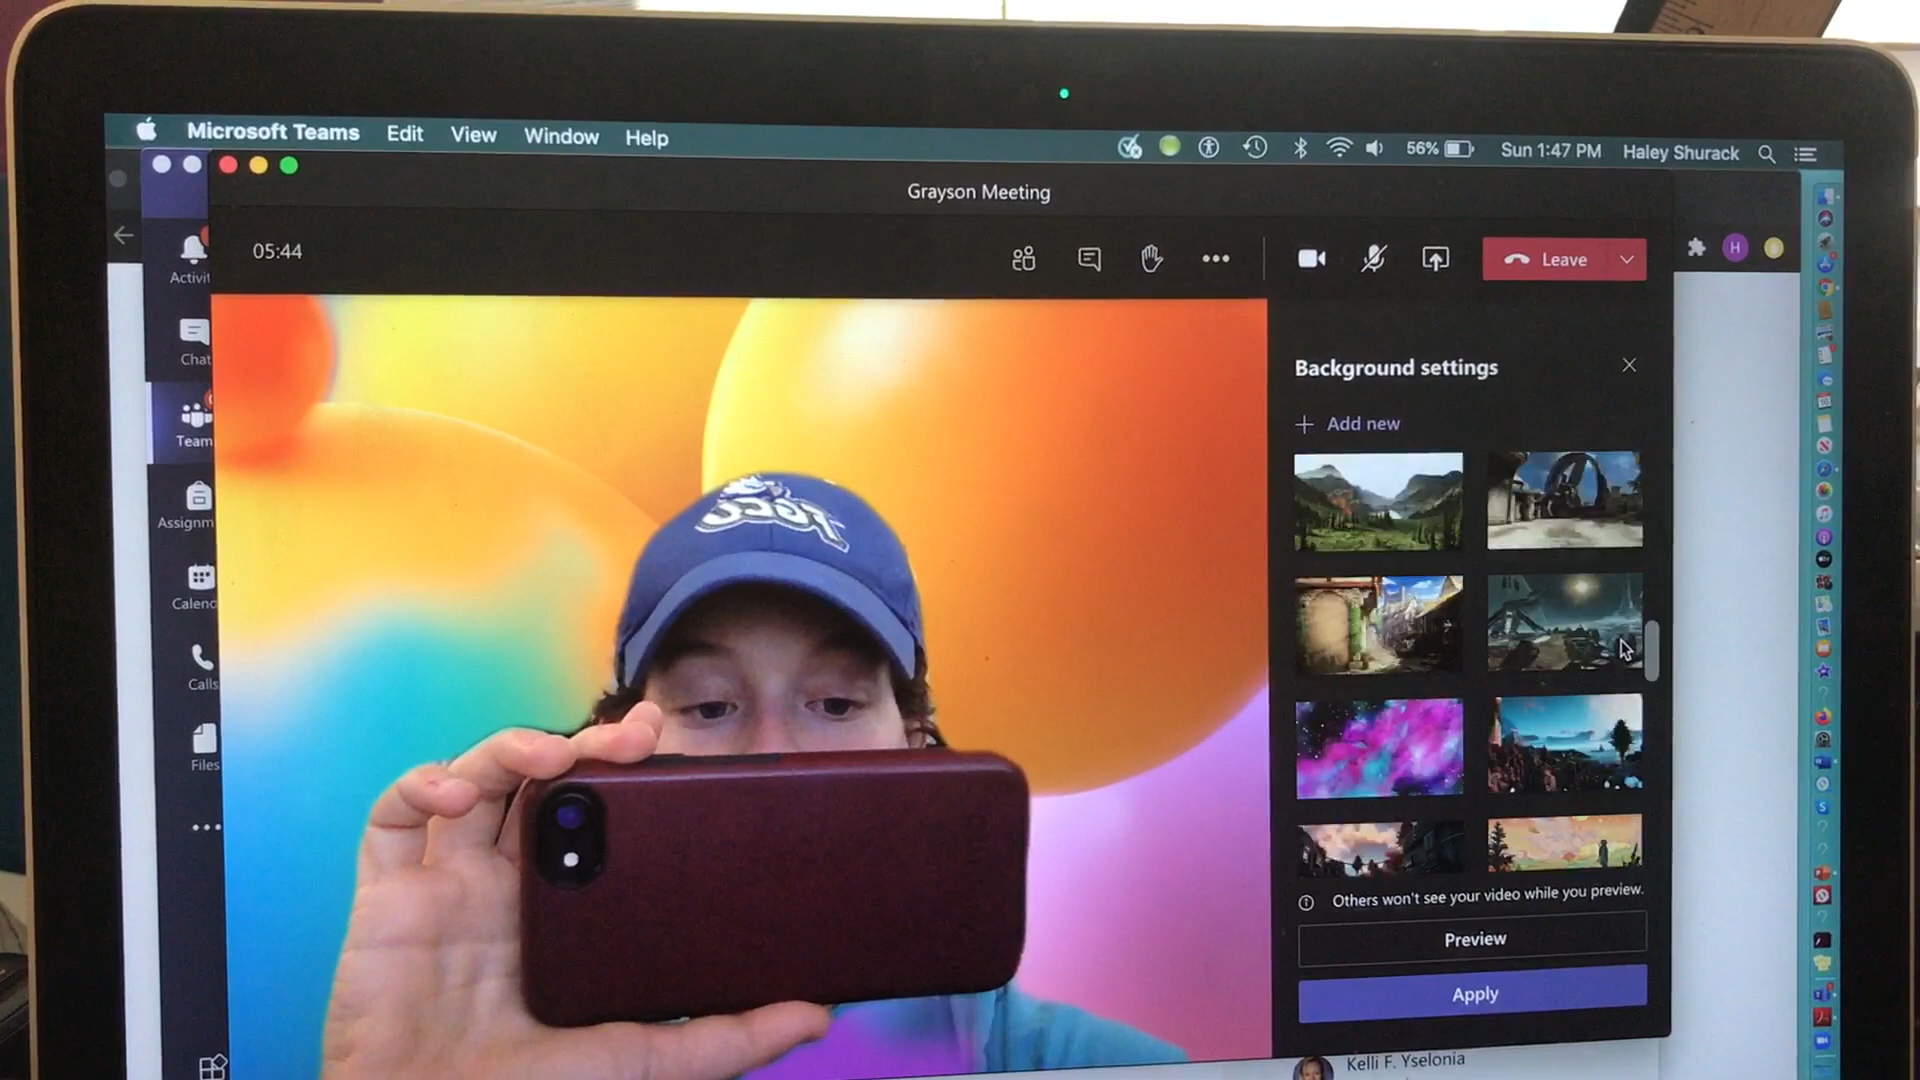 Microsoft Teams Edit View Window Help 56% Sun 1:47 PM Haley Shurack
Grayson Meeting
05:44
Leave
H
Activit
Chat
Team
Assignm
Calend
Calls
Files
FGCU
Background settings
Add new
Others won't see your video while you preview.
Preview
Apply
Kelli F. Yselonia